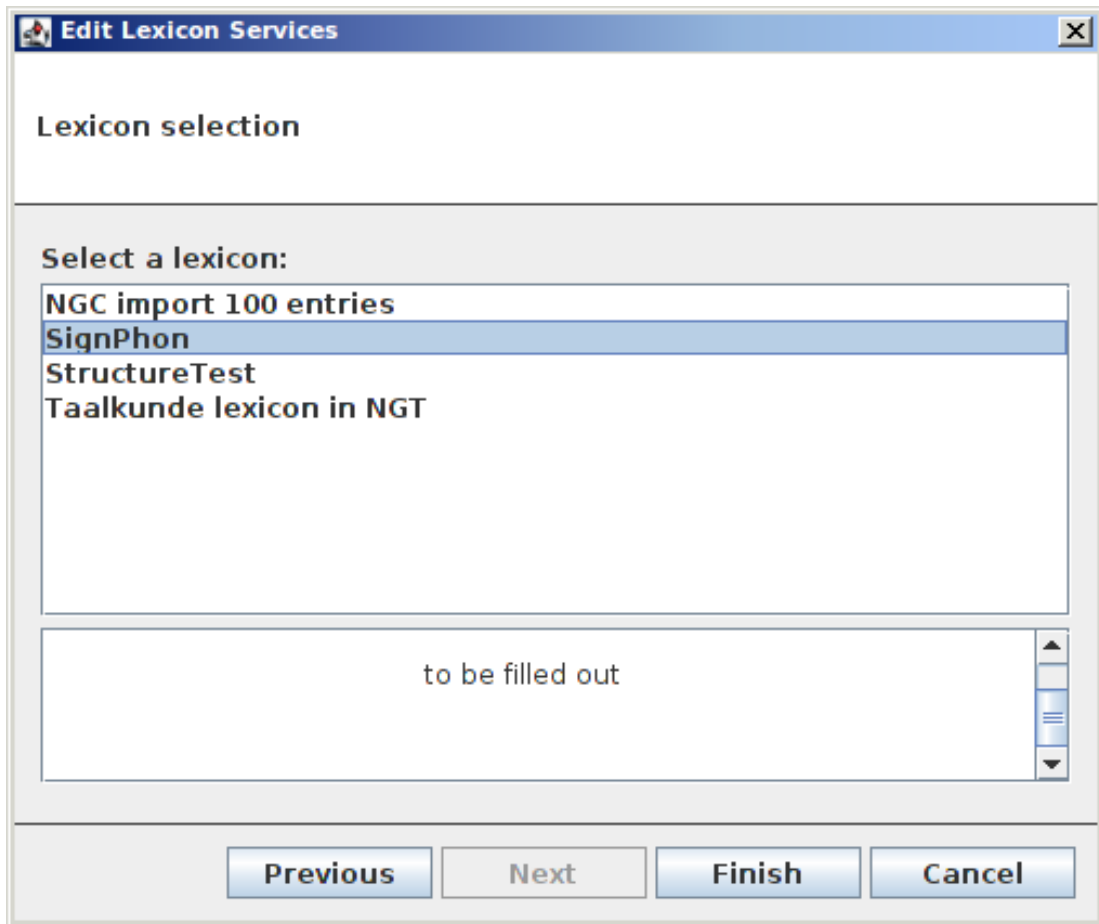 Edit Lexicon Services
Lexicon selection
Select a lexicon:
NGC import 100 entries
SignPhon
StructureTest
Taalkunde lexicon in NGT
to be filled out
Previous Next Finish Cancel